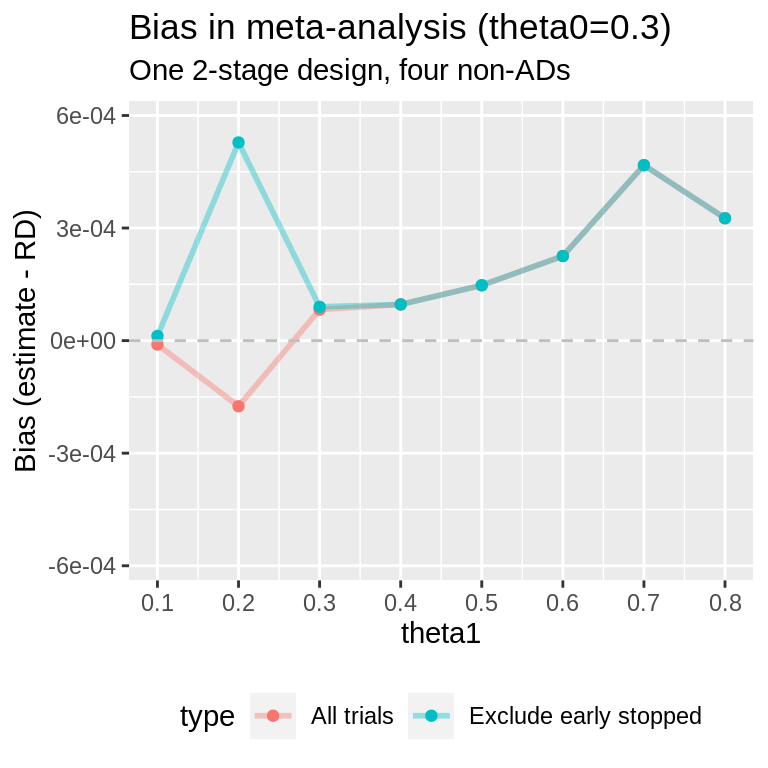 Bias in meta-analysis (theta0=0.3)
One 2-stage design, four non-ADs
Bias (estimate - RD)
6e-04
3e-04
0e+00
-3e-04
-6e-04
0.1 0.2 0.3 0.4 0.5 0.6 0.7 0.8
theta1
type All trials Exclude early stopped